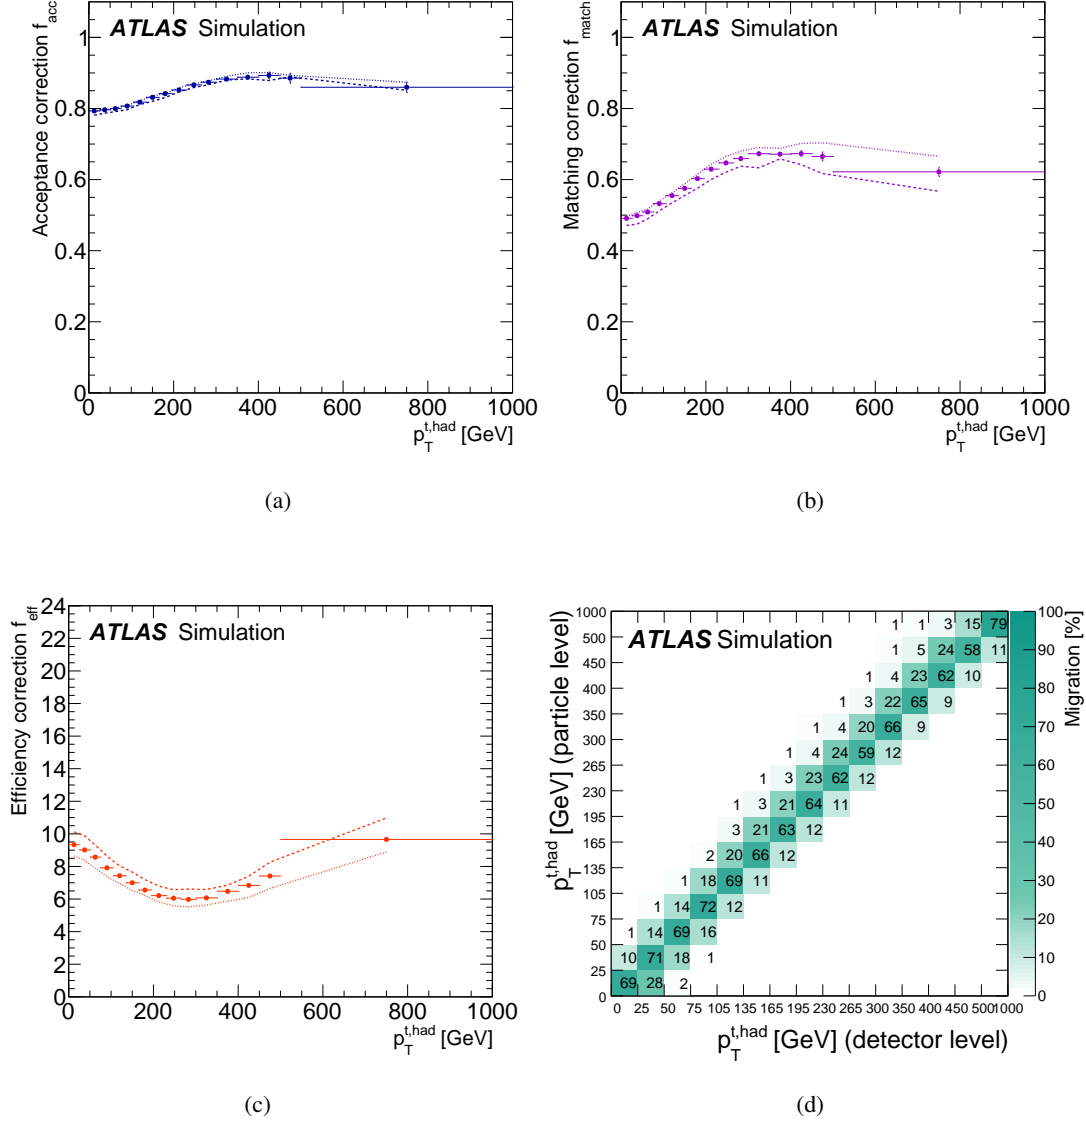 ATLAS Simulation
Acceptance correction f_acc
1
0.8
0.6
0.4
0.2
0
0 200 400 600 800 1000
p_T^{t,had} [GeV]
(a)
ATLAS Simulation
Matching correction f_match
1
0.8
0.6
0.4
0.2
0
0 200 400 600 800 1000
p_T^{t,had} [GeV]
(b)
ATLAS Simulation
Efficiency correction f_eff
24
22
20
18
16
14
12
10
8
6
4
2
0
0 200 400 600 800 1000
p_T^{t,had} [GeV]
(c)
ATLAS Simulation
p_T^{t,had} [GeV] (particle level)
1000 1 1 3 15 79
500 1 5 24 58 11
450 1 4 23 62 10
400 1 3 22 65 9
350 1 4 20 66 9
300 1 4 24 59 12
265 1 3 23 62 12
230 1 3 21 64 11
195 3 21 63 12
165 2 20 66 12
135 1 18 69 11
105 1 14 72 12
75 1 14 69 16
50 10 71 18 1
25 69 28 2
0
0 25 50 75 105 135 165 195 230 265 300 350 400 450 500 1000
p_T^{t,had} [GeV] (detector level)
100
90
80
70
60
50
40
30
20
10
0
Migration [%]
(d)